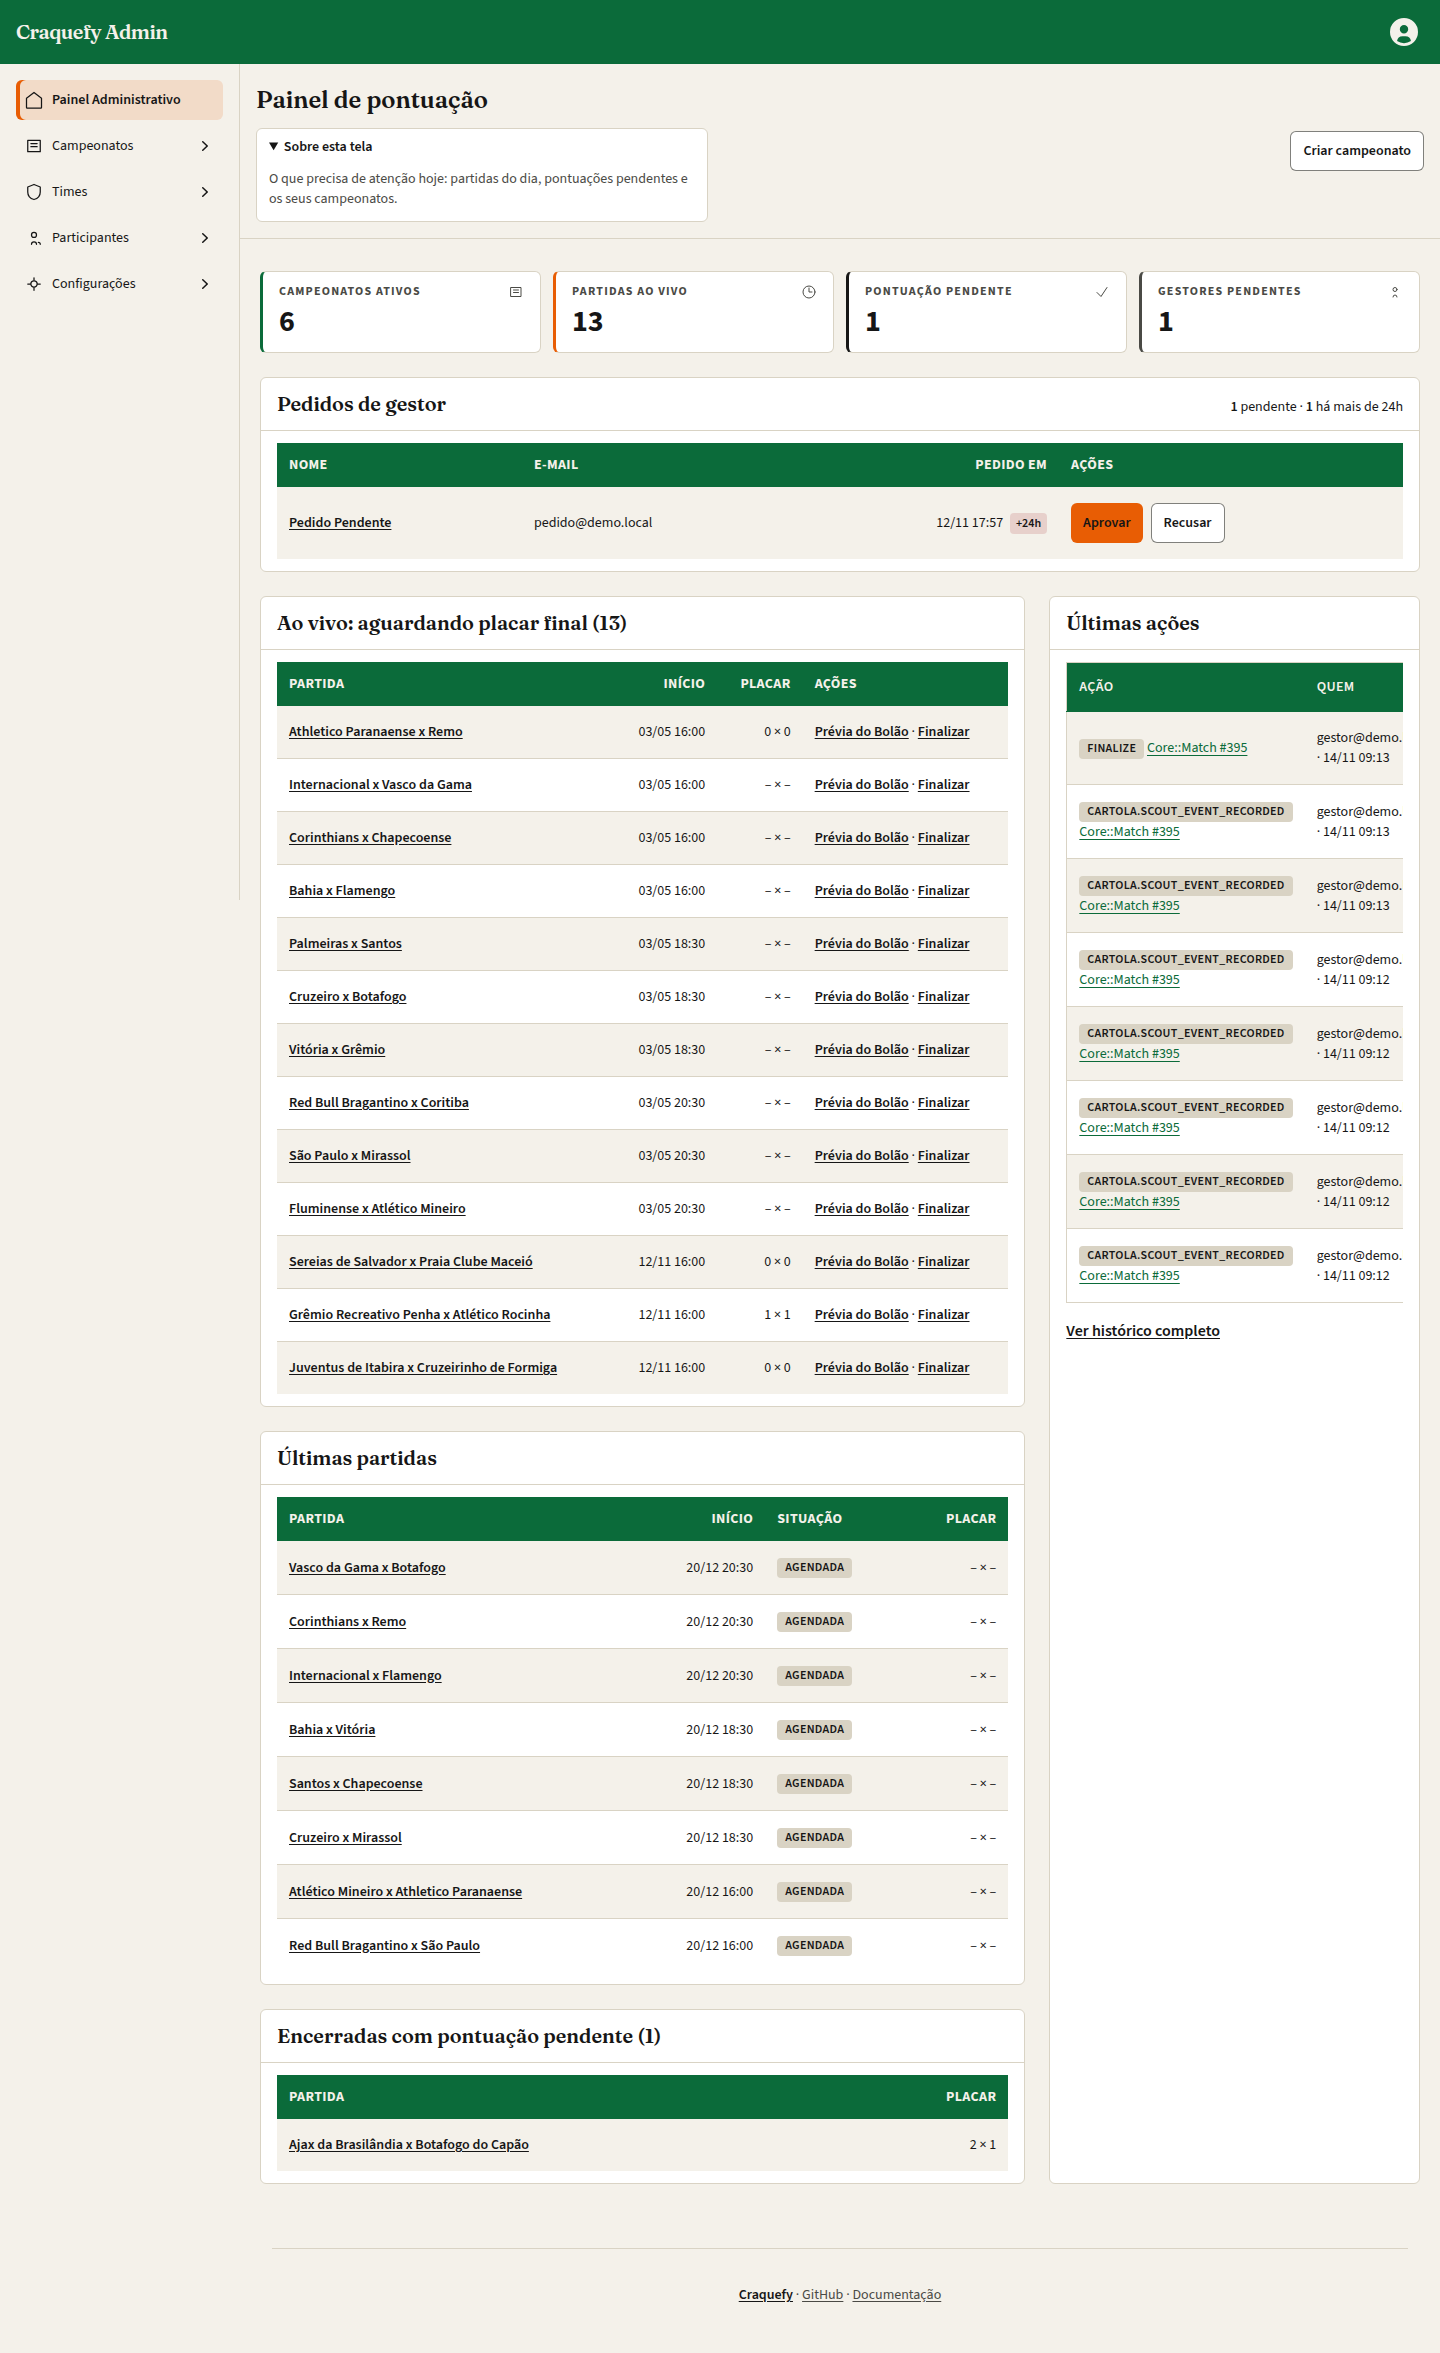 Craquefy Admin
Painel Administrativo
Campeonatos
Times
Participantes
Configurações
Painel de pontuação
▼ Sobre esta tela
O que precisa de atenção hoje: partidas do dia, pontuações pendentes e
os seus campeonatos.
Criar campeonato
CAMPEONATOS ATIVOS
6
PARTIDAS AO VIVO
13
PONTUAÇÃO PENDENTE
1
GESTORES PENDENTES
1
Pedidos de gestor
1 pendente · 1 há mais de 24h
NOME E-MAIL PEDIDO EM AÇÕES
Pedido Pendente pedido@demo.local 12/11 17:57 +24h Aprovar Recusar
Ao vivo: aguardando placar final (13)
PARTIDA INÍCIO PLACAR AÇÕES
Athletico Paranaense x Remo 03/05 16:00 0 × 0 Prévia do Bolão · Finalizar
Internacional x Vasco da Gama 03/05 16:00 – × – Prévia do Bolão · Finalizar
Corinthians x Chapecoense 03/05 16:00 – × – Prévia do Bolão · Finalizar
Bahia x Flamengo 03/05 16:00 – × – Prévia do Bolão · Finalizar
Palmeiras x Santos 03/05 18:30 – × – Prévia do Bolão · Finalizar
Cruzeiro x Botafogo 03/05 18:30 – × – Prévia do Bolão · Finalizar
Vitória x Grêmio 03/05 18:30 – × – Prévia do Bolão · Finalizar
Red Bull Bragantino x Coritiba 03/05 20:30 – × – Prévia do Bolão · Finalizar
São Paulo x Mirassol 03/05 20:30 – × – Prévia do Bolão · Finalizar
Fluminense x Atlético Mineiro 03/05 20:30 – × – Prévia do Bolão · Finalizar
Sereias de Salvador x Praia Clube Maceió 12/11 16:00 0 × 0 Prévia do Bolão · Finalizar
Grêmio Recreativo Penha x Atlético Rocinha 12/11 16:00 1 × 1 Prévia do Bolão · Finalizar
Juventus de Itabira x Cruzeirinho de Formiga 12/11 16:00 0 × 0 Prévia do Bolão · Finalizar
Últimas ações
AÇÃO QUEM
FINALIZE Core::Match #395 gestor@demo.
· 14/11 09:13
CARTOLA.SCOUT_EVENT_RECORDED gestor@demo.
Core::Match #395 · 14/11 09:13
CARTOLA.SCOUT_EVENT_RECORDED gestor@demo.
Core::Match #395 · 14/11 09:13
CARTOLA.SCOUT_EVENT_RECORDED gestor@demo.
Core::Match #395 · 14/11 09:12
CARTOLA.SCOUT_EVENT_RECORDED gestor@demo.
Core::Match #395 · 14/11 09:12
CARTOLA.SCOUT_EVENT_RECORDED gestor@demo.
Core::Match #395 · 14/11 09:12
CARTOLA.SCOUT_EVENT_RECORDED gestor@demo.
Core::Match #395 · 14/11 09:12
CARTOLA.SCOUT_EVENT_RECORDED gestor@demo.
Core::Match #395 · 14/11 09:12
Ver histórico completo
Últimas partidas
PARTIDA INÍCIO SITUAÇÃO PLACAR
Vasco da Gama x Botafogo 20/12 20:30 AGENDADA – × –
Corinthians x Remo 20/12 20:30 AGENDADA – × –
Internacional x Flamengo 20/12 20:30 AGENDADA – × –
Bahia x Vitória 20/12 18:30 AGENDADA – × –
Santos x Chapecoense 20/12 18:30 AGENDADA – × –
Cruzeiro x Mirassol 20/12 18:30 AGENDADA – × –
Atlético Mineiro x Athletico Paranaense 20/12 16:00 AGENDADA – × –
Red Bull Bragantino x São Paulo 20/12 16:00 AGENDADA – × –
Encerradas com pontuação pendente (1)
PARTIDA PLACAR
Ajax da Brasilândia x Botafogo do Capão 2 × 1
Craquefy · GitHub · Documentação